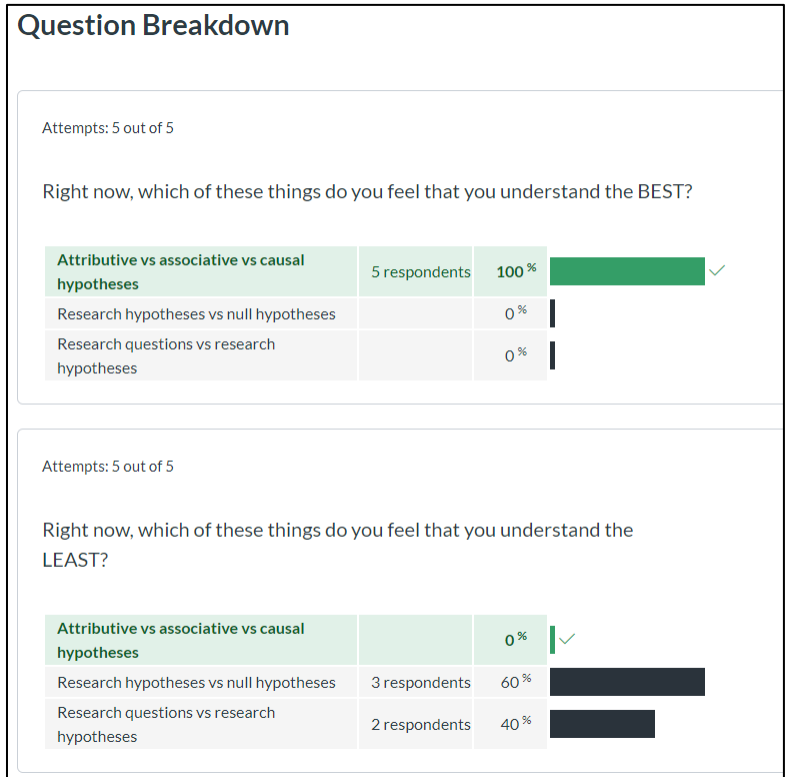 Question Breakdown
Attempts: 5 out of 5
Right now, which of these things do you feel that you understand the BEST?
Attributive vs associative vs causal
hypotheses
5 respondents
100 %
Research hypotheses vs null hypotheses
0 %
Research questions vs research
hypotheses
0 %
Attempts: 5 out of 5
Right now, which of these things do you feel that you understand the
LEAST?
Attributive vs associative vs causal
hypotheses
0 %
Research hypotheses vs null hypotheses
3 respondents
60 %
Research questions vs research
hypotheses
2 respondents
40 %